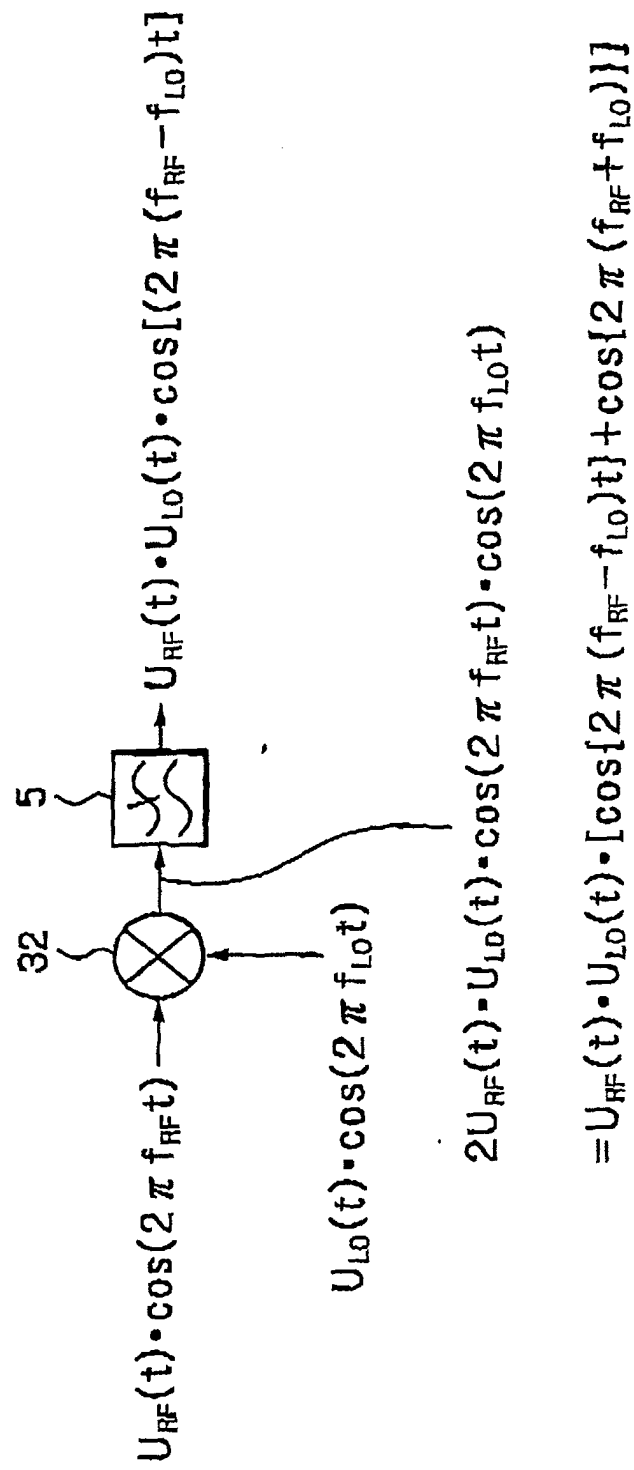 32
5
U_RF(t)•cos(2π f_RF t)
U_RF(t)•U_LO(t)•cos[(2π(f_RF−f_LO)t]
U_LO(t)•cos(2π f_LO t)
2U_RF(t)•U_LO(t)•cos(2π f_RF t)•cos(2π f_LO t)
=U_RF(t)•U_LO(t)•[cos{2π(f_RF−f_LO)t}+cos{2π(f_RF+f_LO)}]]